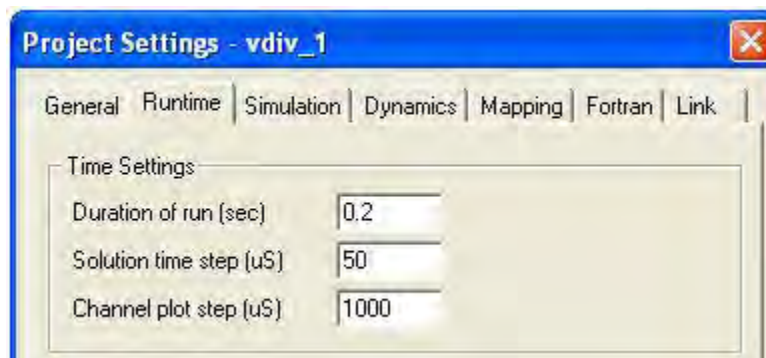 Project Settings - vdiv_1
General Runtime Simulation Dynamics Mapping Fortran Link
Time Settings
Duration of run (sec) 0.2
Solution time step (uS) 50
Channel plot step (uS) 1000